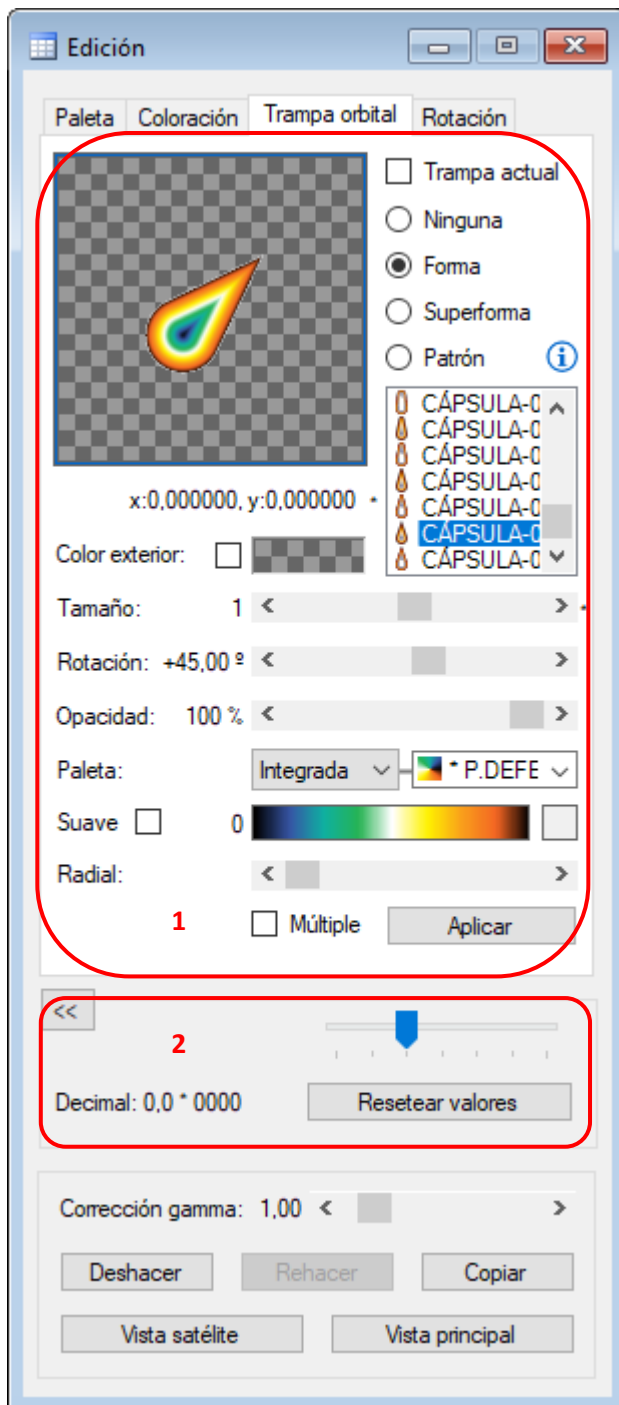 Edición
Paleta Coloración Trampa orbital Rotación
Trampa actual
Ninguna
Forma
Superforma
Patrón
CÁPSULA-0
CÁPSULA-0
CÁPSULA-0
CÁPSULA-0
CÁPSULA-0
CÁPSULA-0
CÁPSULA-0
x:0,000000, y:0,000000 *
Color exterior:
Tamaño: 1 *
Rotación: +45,00 º
Opacidad: 100 %
Paleta: Integrada * P.DEFE
Suave 0
Radial:
1 Múltiple Aplicar
<<
2
Decimal: 0,0 * 0000 Resetear valores
Corrección gamma: 1,00
Deshacer Rehacer Copiar
Vista satélite Vista principal